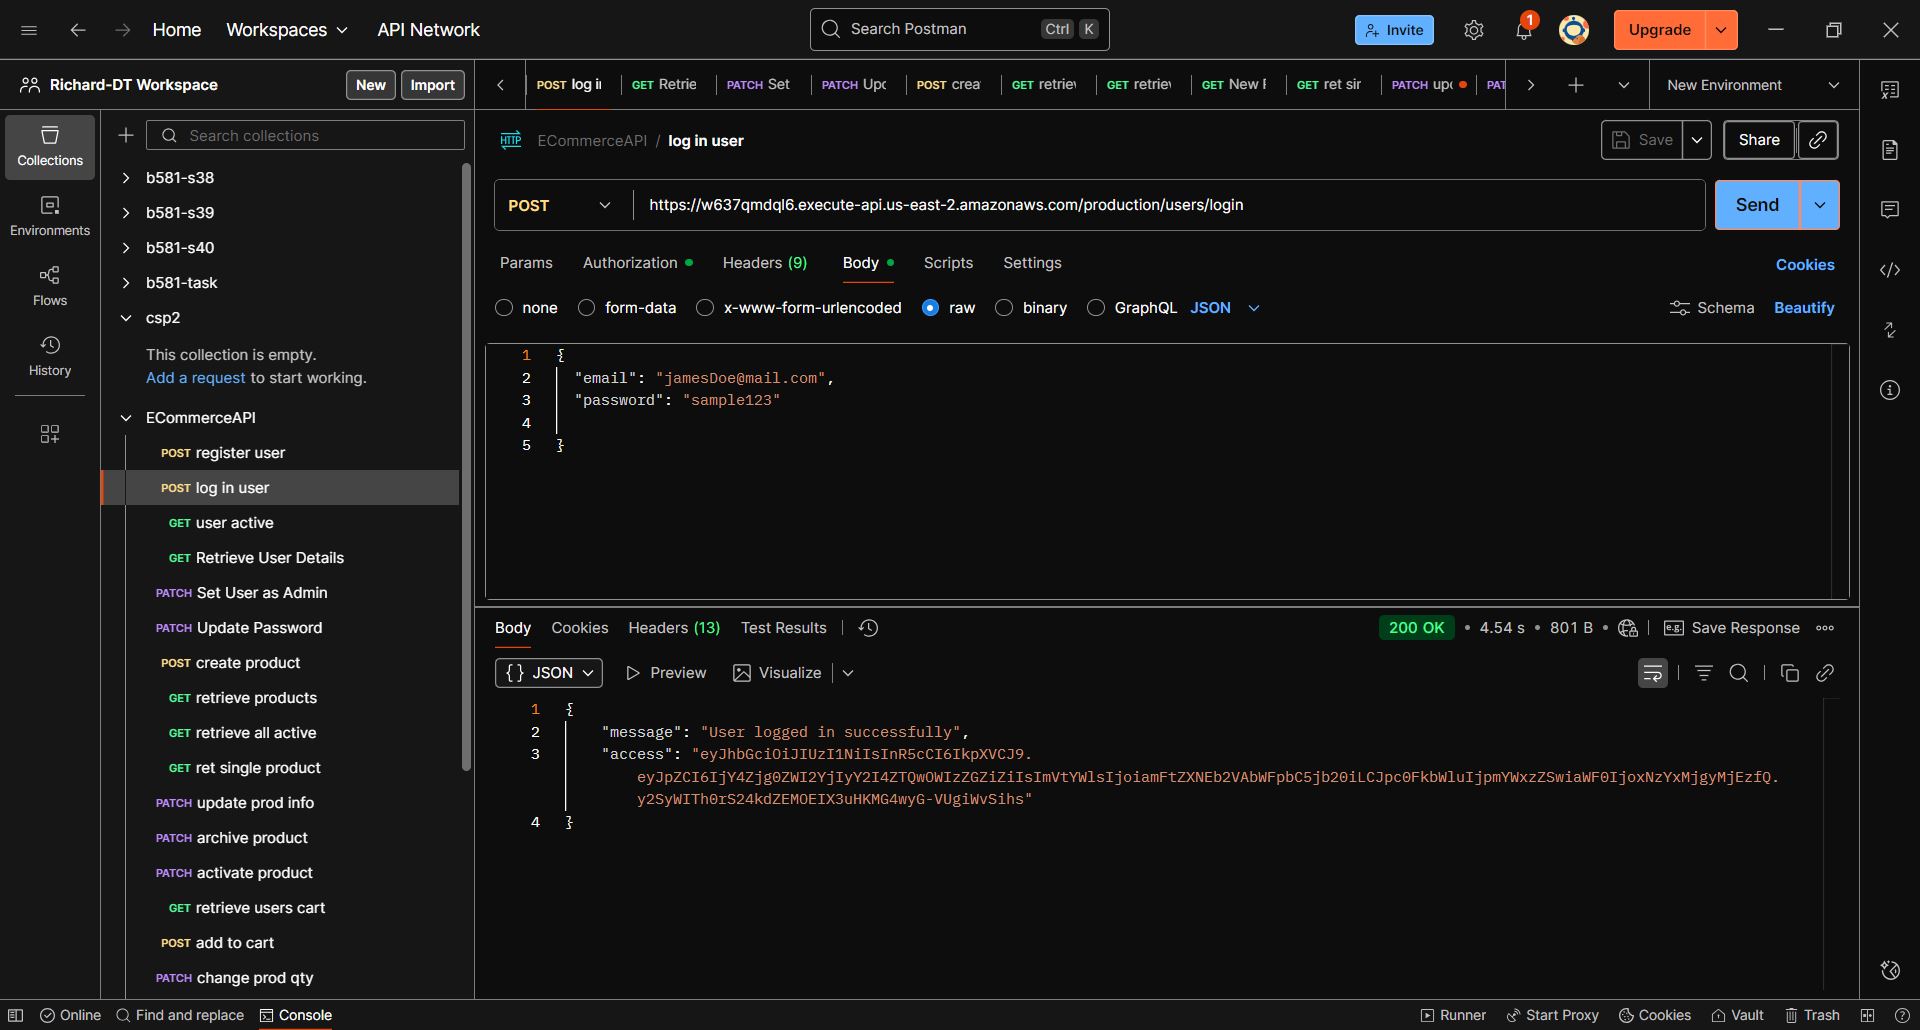 Home Workspaces API Network Search Postman Ctrl K Invite 1 Upgrade
Richard-DT Workspace New Import
POST log i GET Retrie PATCH Set PATCH Upd POST crea GET retriev GET retriev GET New GET ret sir PATCH upd PAT New Environment
Collections
Environments
Flows
History
Search collections
b581-s38
b581-s39
b581-s40
b581-task
csp2
This collection is empty.
Add a request to start working.
ECommerceAPI
POST register user
POST log in user
GET user active
GET Retrieve User Details
PATCH Set User as Admin
PATCH Update Password
POST create product
GET retrieve products
GET retrieve all active
GET ret single product
PATCH update prod info
PATCH archive product
PATCH activate product
GET retrieve users cart
POST add to cart
PATCH change prod qty
HTTP ECommerceAPI / log in user Save Share
POST https://w637qmdql6.execute-api.us-east-2.amazonaws.com/production/users/login Send
Params Authorization Headers (9) Body Scripts Settings Cookies
none form-data x-www-form-urlencoded raw binary GraphQL JSON Schema Beautify
1 {
2 "email": "jamesDoe@mail.com",
3 "password": "sample123"
4
5 }
Body Cookies Headers (13) Test Results 200 OK • 4.54 s • 801 B • e.g. Save Response
{} JSON Preview Visualize
1 {
2 "message": "User logged in successfully",
3 "access": "eyJhbGciOiJIUzI1NiIsInR5cCI6IkpXVCJ9.
eyJpZCI6IjY4Zjg0ZWI2YjIyY2I4ZTQwOWIzZGZiZiIsImVtYWlsIjoiamFtZXNEb2VAbWFpbC5jb20iLCJpc0FkbWluIjpmYWxzZSwiaWF0IjoxNzYxMjgyMjEzfQ.
y2SyWITh0rS24kdZEMOEIX3uHKMG4wyG-VUgiWvSihs"
4 }
Online Find and replace Console Runner Start Proxy Cookies Vault Trash